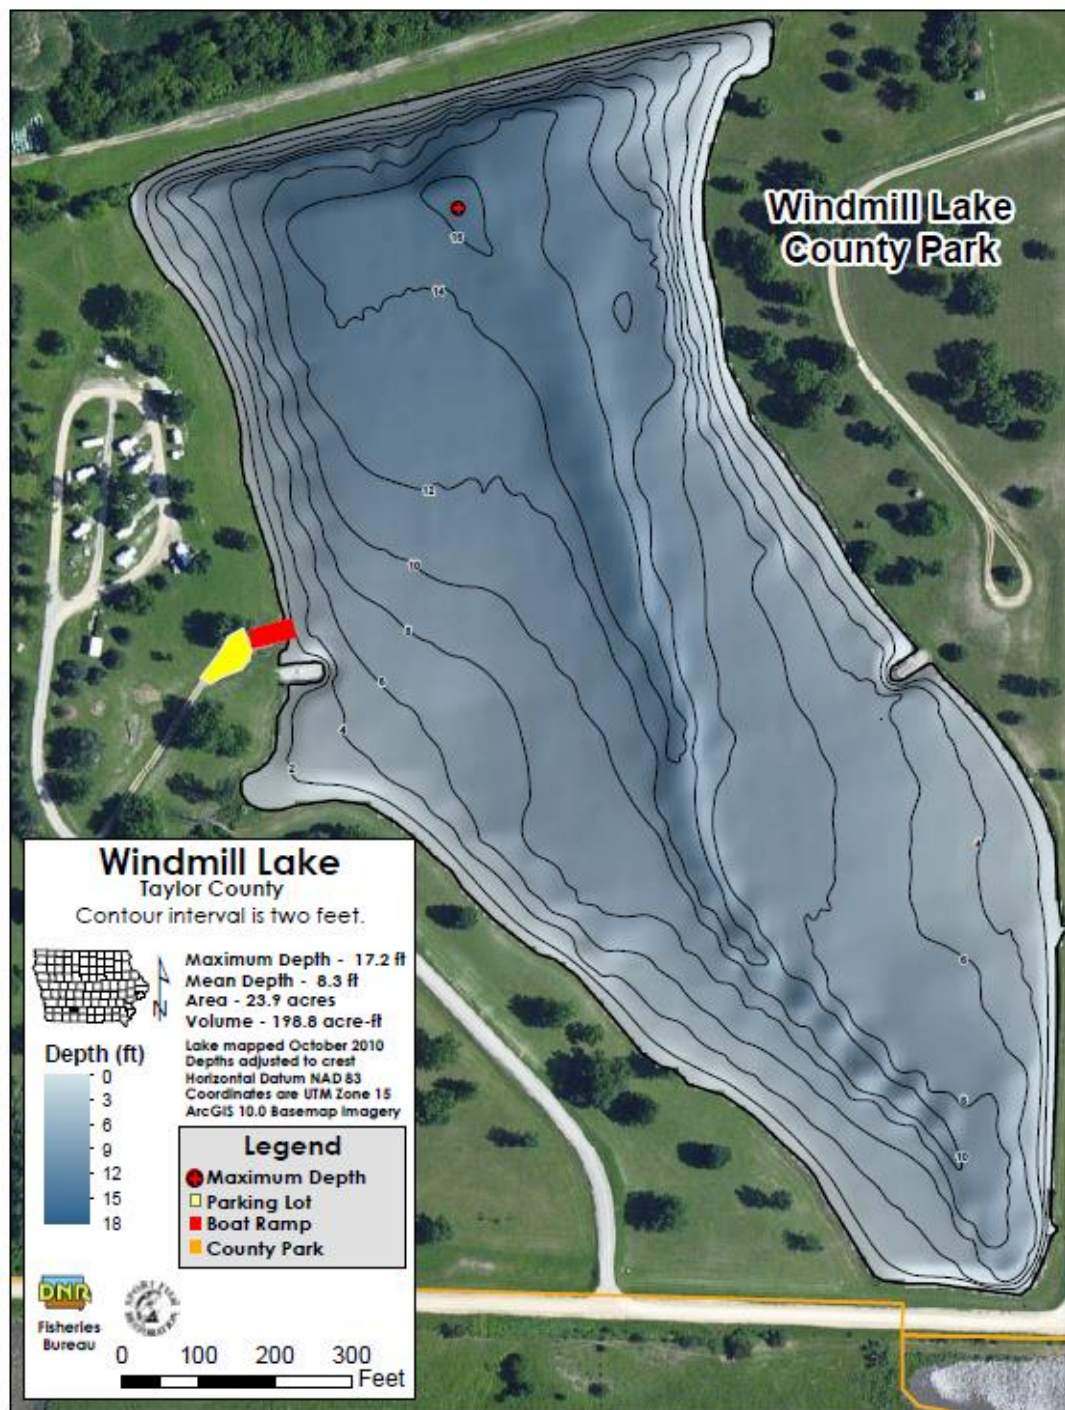 Windmill Lake
County Park
16
14
12
10
8
6
4
2
4
6
8
10
Windmill Lake
Taylor County
Contour interval is two feet.
Maximum Depth - 17.2 ft
Mean Depth - 8.3 ft
Area - 23.9 acres
Volume - 198.8 acre-ft
N
Lake mapped October 2010
Depths adjusted to crest
Horizontal Datum NAD 83
Coordinates are UTM Zone 15
ArcGIS 10.0 Basemap Imagery
Depth (ft)
0
3
6
9
12
15
18
Legend
Maximum Depth
Parking Lot
Boat Ramp
County Park
DNR
Fisheries
Bureau
SPORT FISH
RESTORATION
0 100 200 300
Feet